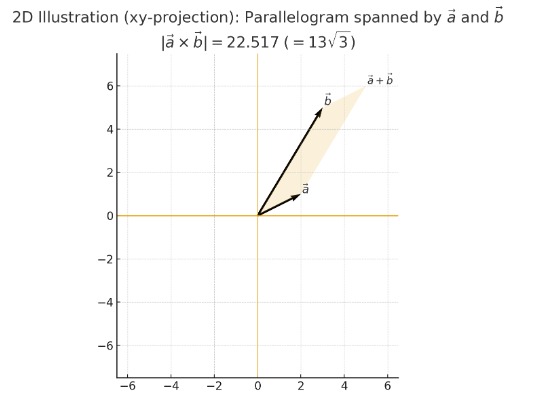 2D Illustration (xy-projection): Parallelogram spanned by a⃗ and b⃗
|a⃗ × b⃗| = 22.517 ( = 13√3)
6
a⃗ + b⃗
b⃗
4
2
a⃗
0
−2
−4
−6
−6 −4 −2 0 2 4 6